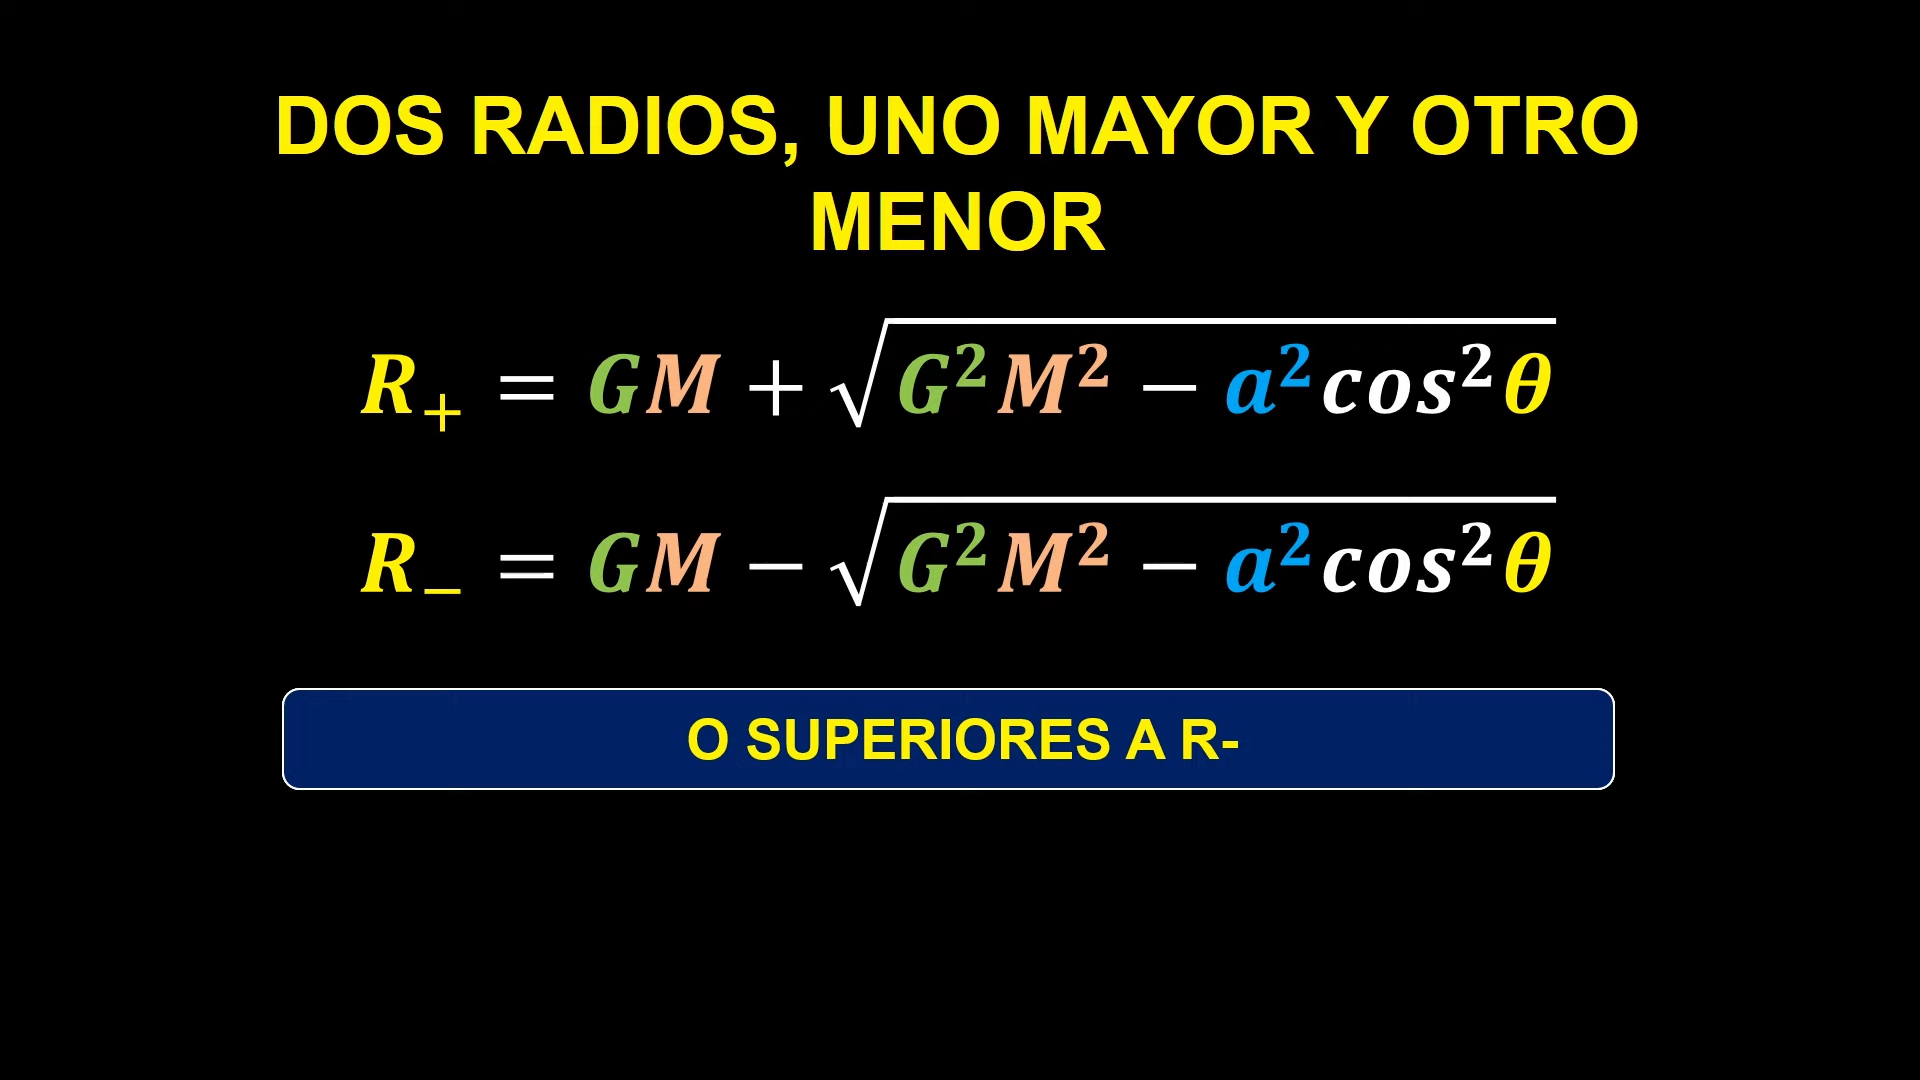 DOS RADIOS, UNO MAYOR Y OTRO
MENOR
R₊ = GM + √(G²M² − a²cos²θ)
R₋ = GM − √(G²M² − a²cos²θ)
O SUPERIORES A R-